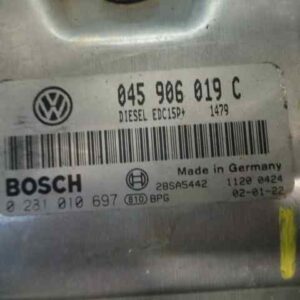 045 906 019 C
DIESEL EDC15P+ 1479
Made in Germany
BOSCH
28SA5442 1120 0424
0 281 010 697 810 BPG 02-01-22